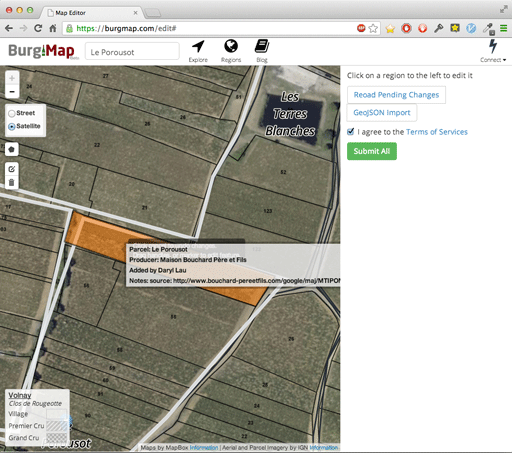 Map Editor
https://burgmap.com/edit#
BurgMap
Le Porousot
Explore
Regions
Blog
Connect
Click on a region to the left to edit it
Reoad Pending Changes
GeoJSON Import
I agree to the Terms of Services
Submit All
+
−
Street
Satellite
Les
Terres
Blanches
Parcel: Le Porousot
Producer: Maison Bouchard Père et Fils
Added by Daryl Lau
Notes: source: http://www.bouchard-pereetfils.com/google/maj/MTIPON
Volnay
Clos de Rougeotte
Village
Premier Cru
Grand Cru
Porousot
Maps by MapBox Information | Aerial and Parcel Imagery by IGN Information